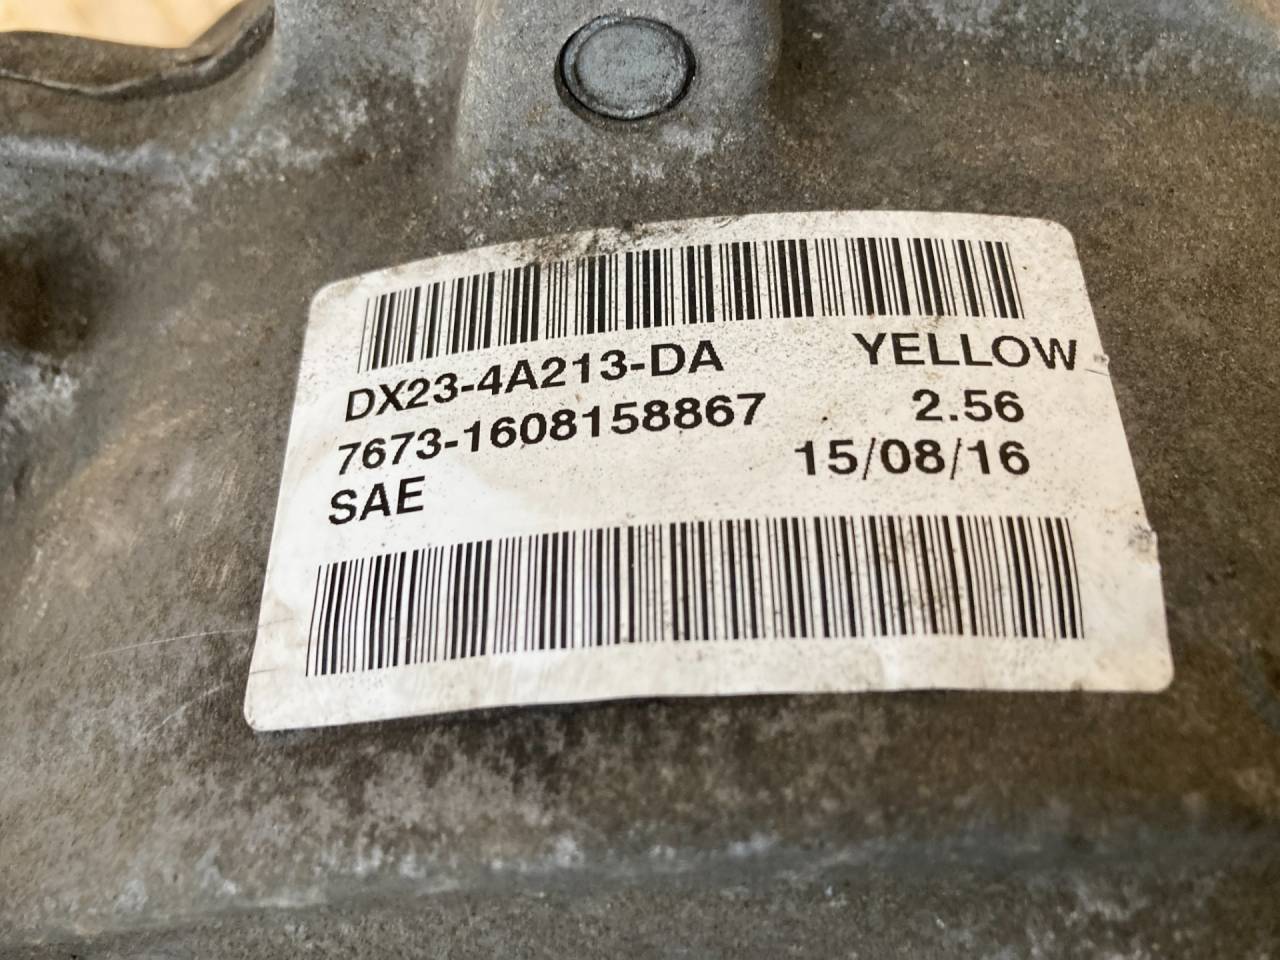 DX23-4A213-DA YELLOW
7673-1608158867 2.56
SAE 15/08/16